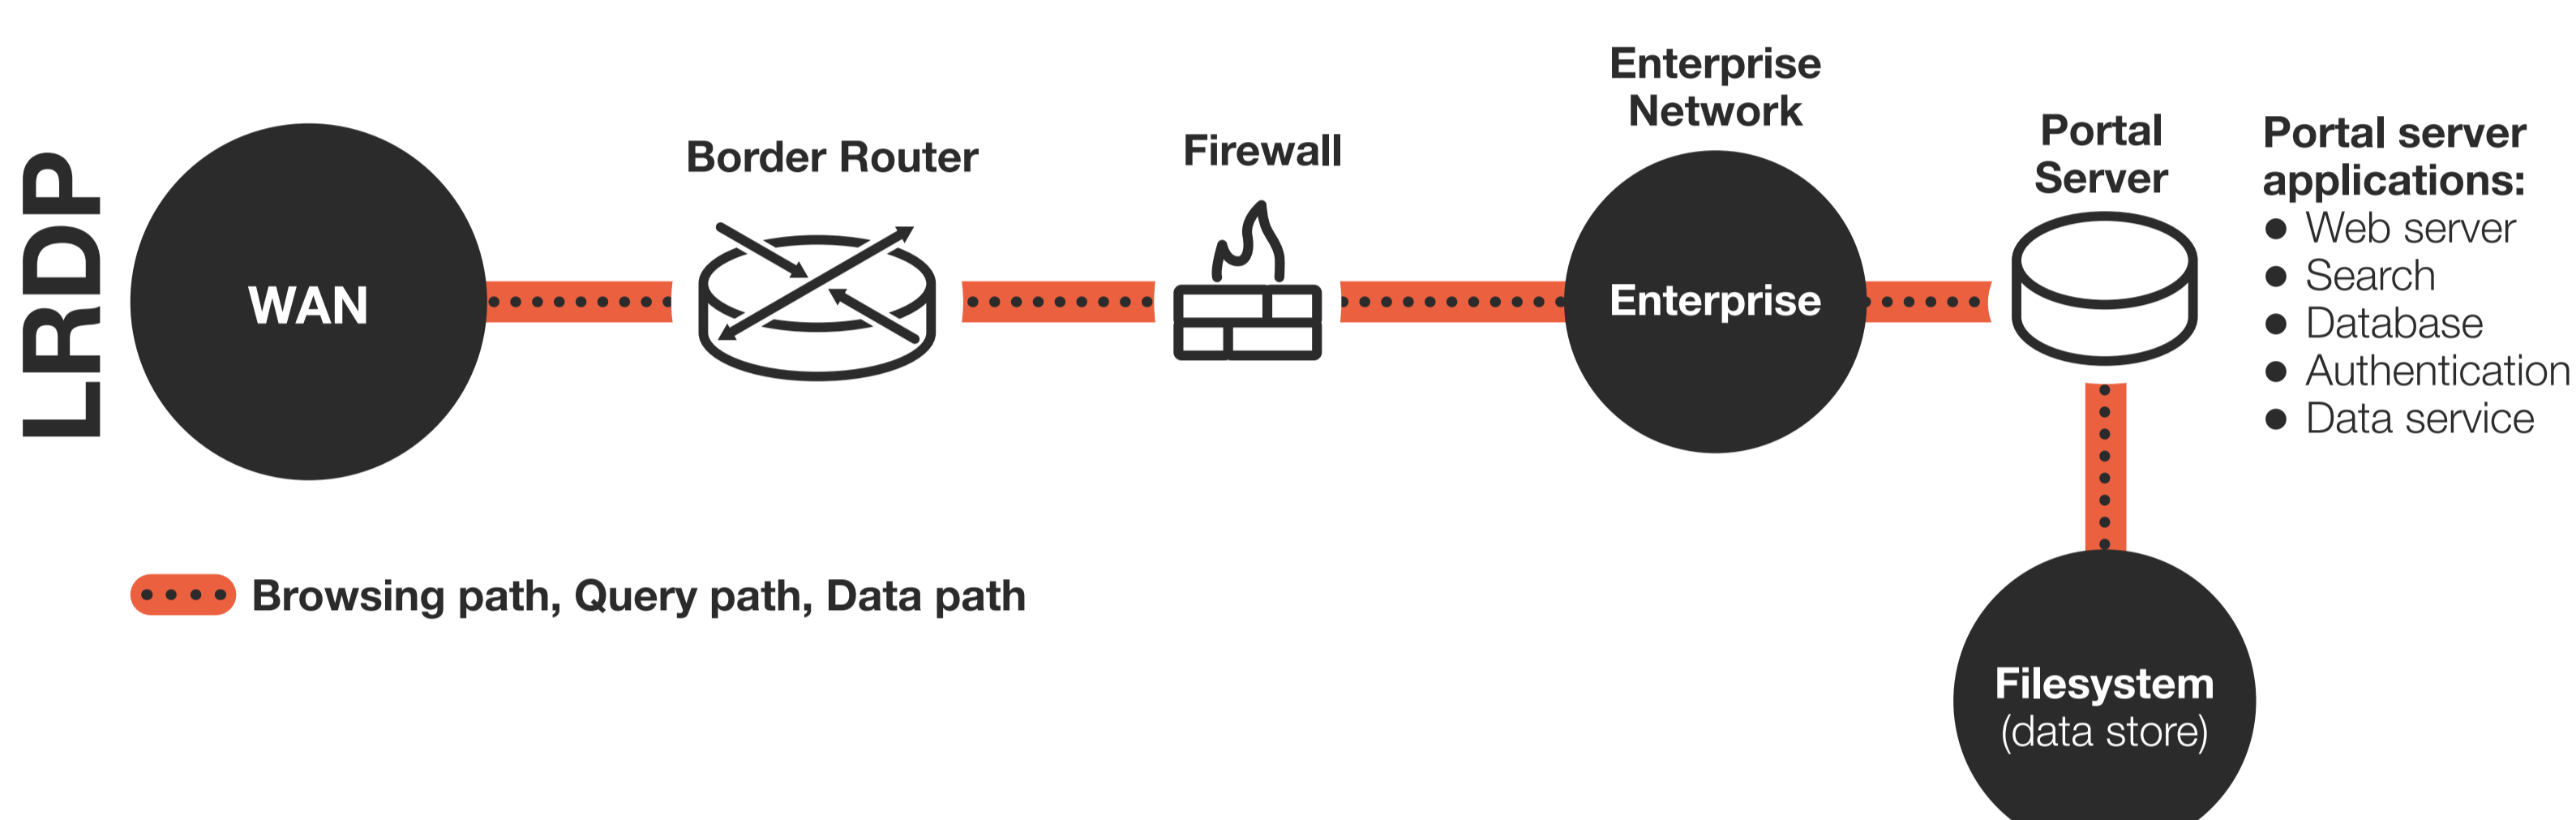 LRDP
WAN
Border Router
Firewall
Enterprise
Network
Enterprise
Portal
Server
Portal server
applications:
● Web server
● Search
● Database
● Authentication
● Data service
Browsing path, Query path, Data path
Filesystem
(data store)